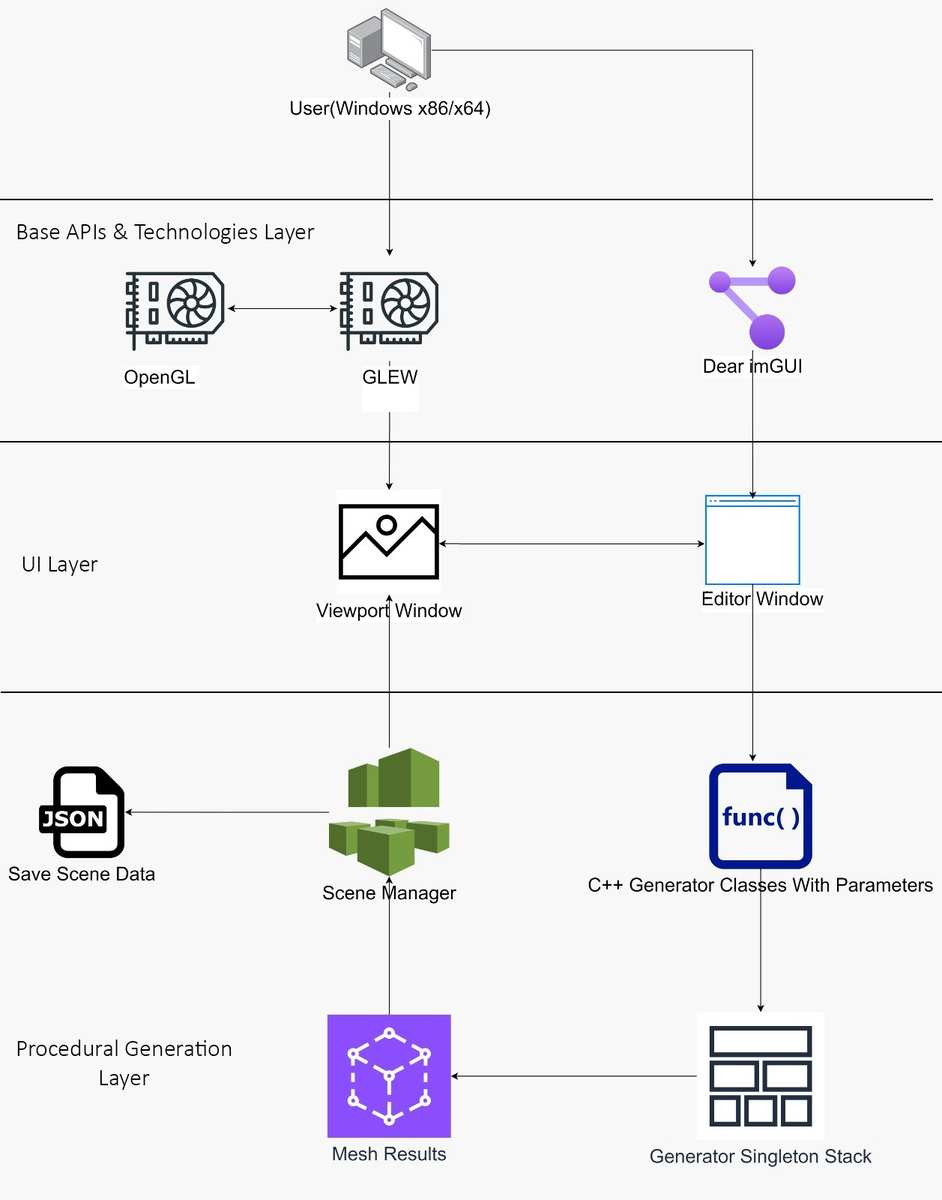 User(Windows x86/x64)
Base APIs & Technologies Layer
OpenGL
GLEW
Dear imGUI
UI Layer
Viewport Window
Editor Window
JSON
Save Scene Data
Scene Manager
func( )
C++ Generator Classes With Parameters
Procedural Generation
Layer
Mesh Results
Generator Singleton Stack